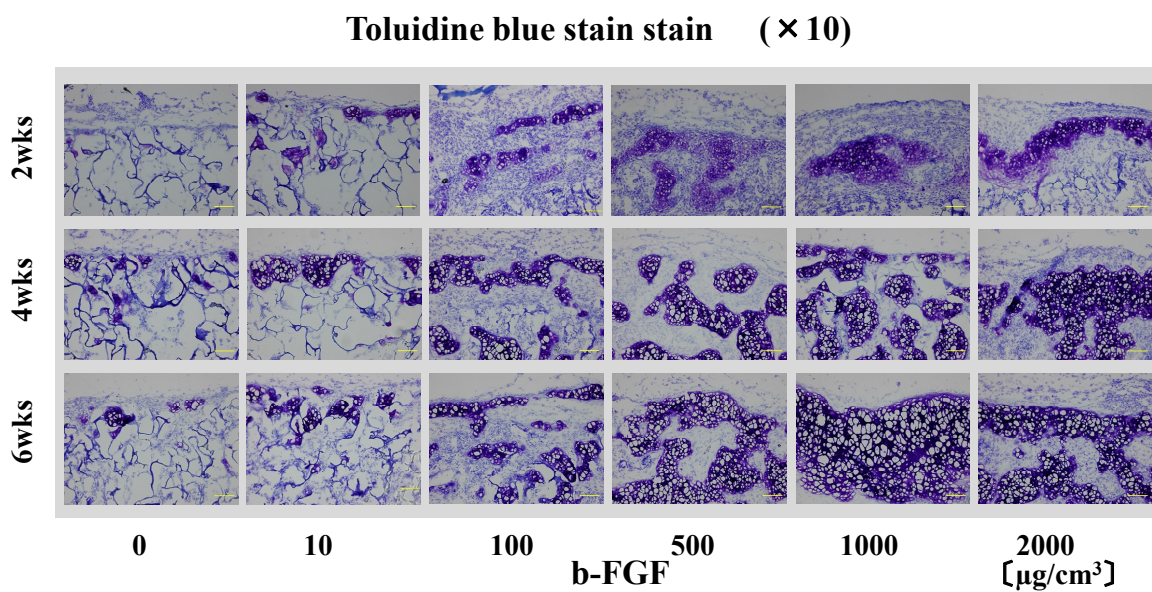 Toluidine blue stain stain (×10)
2wks
4wks
6wks
0 10 100 500 1000 2000
b-FGF 〔µg/cm³〕